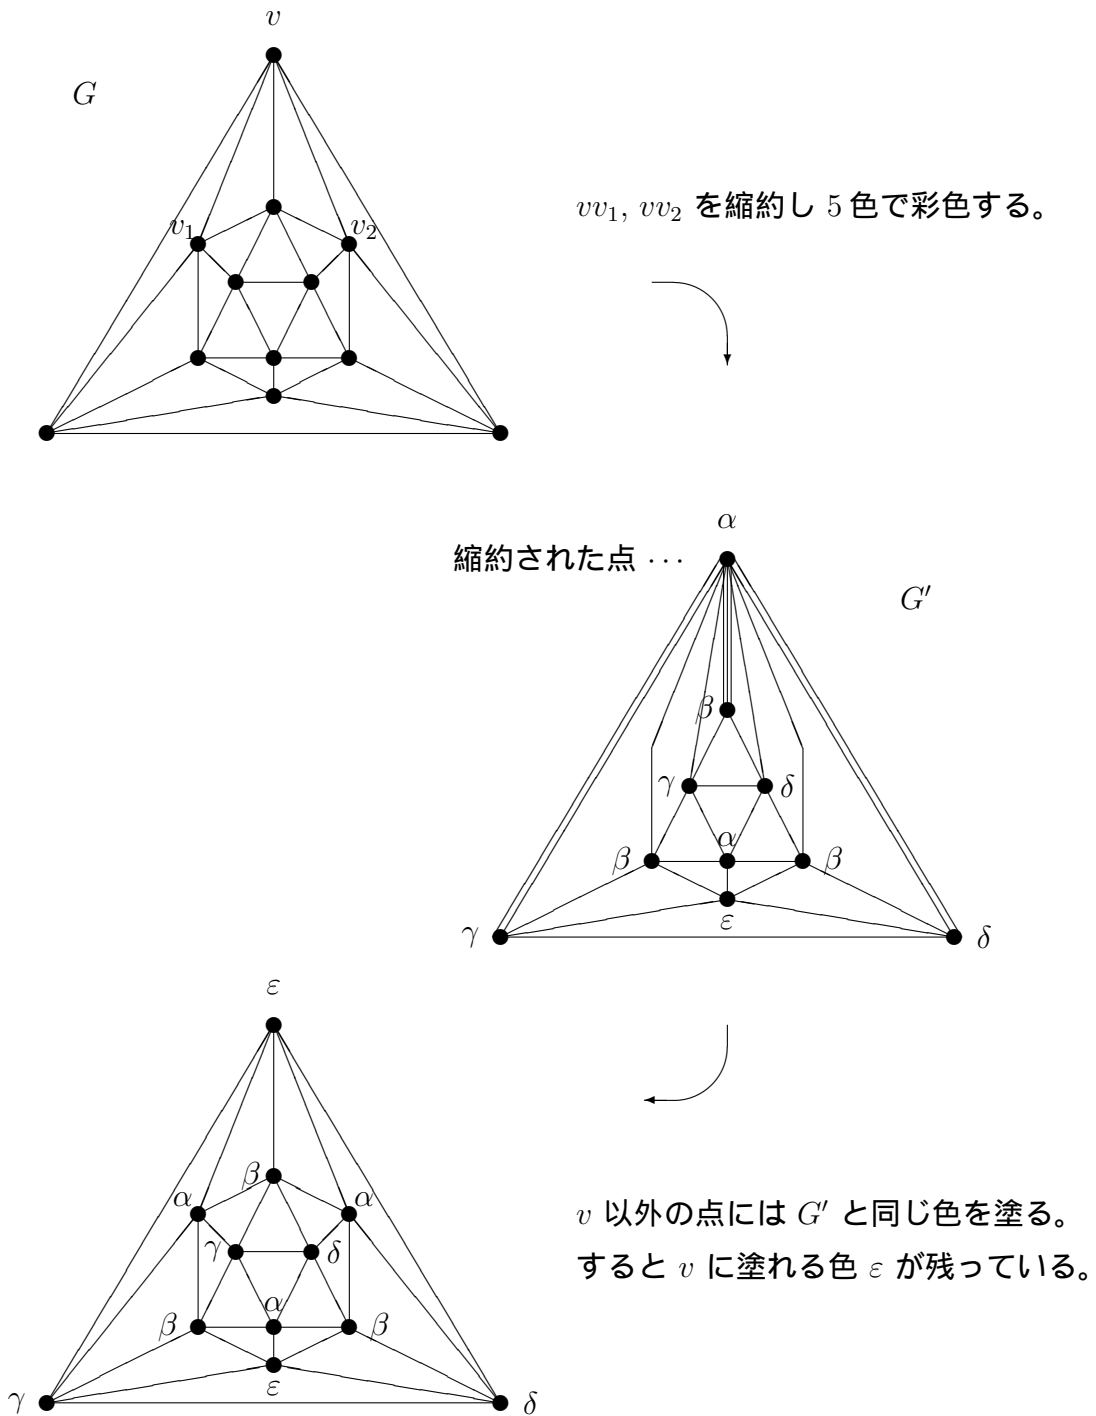 v
G
v₁ v₂
vv₁, vv₂ を縮約し 5 色で彩色する。
α
縮約された点 ⋯
G′
β
γ δ
α
β β
ε
γ δ
ε
β
α α
γ δ
α
β β
ε
γ δ
v 以外の点には G′ と同じ色を塗る。
すると v に塗れる色 ε が残っている。